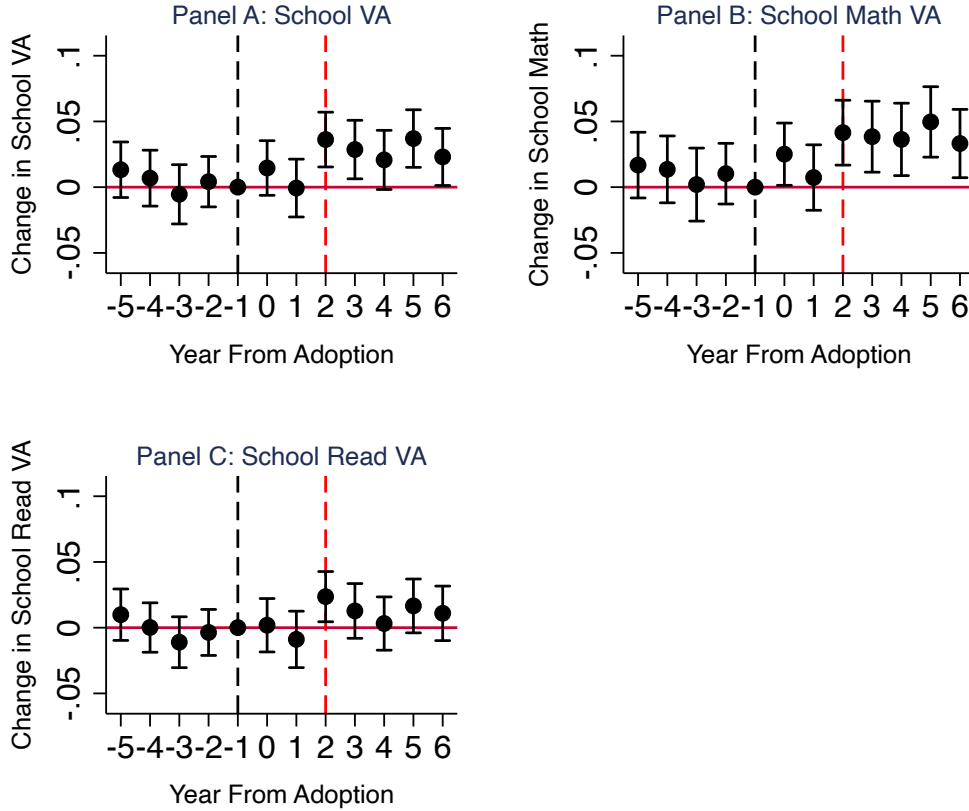 Panel A: School VA
Change in School VA
.1
.05
0
-.05
-5 -4 -3 -2 -1 0 1 2 3 4 5 6
Year From Adoption
Panel B: School Math VA
Change in School Math
.1
.05
0
-.05
-5 -4 -3 -2 -1 0 1 2 3 4 5 6
Year From Adoption
Panel C: School Read VA
Change in School Read VA
.1
.05
0
-.05
-5 -4 -3 -2 -1 0 1 2 3 4 5 6
Year From Adoption